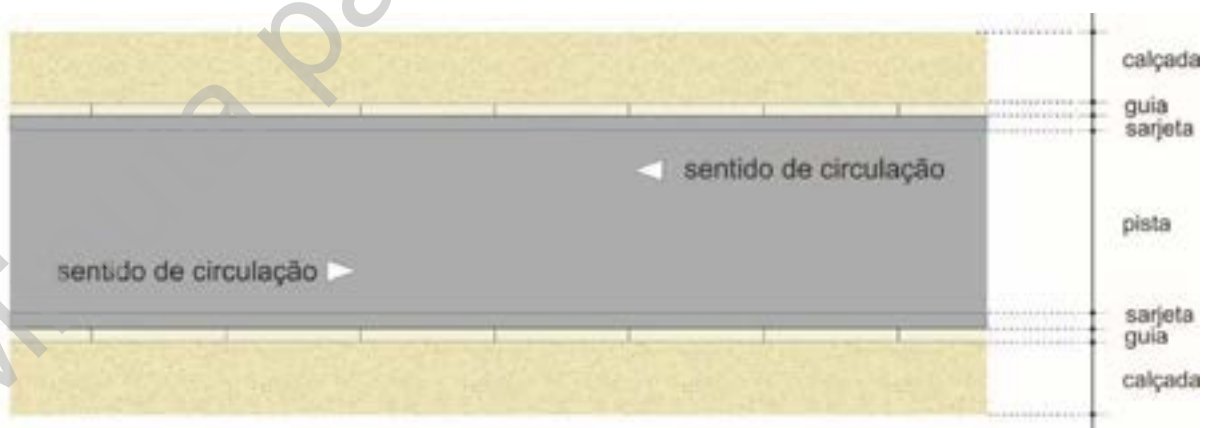 calçada
guia
sarjeta
sentido de circulação
pista
sentido de circulação
sarjeta
guia
calçada